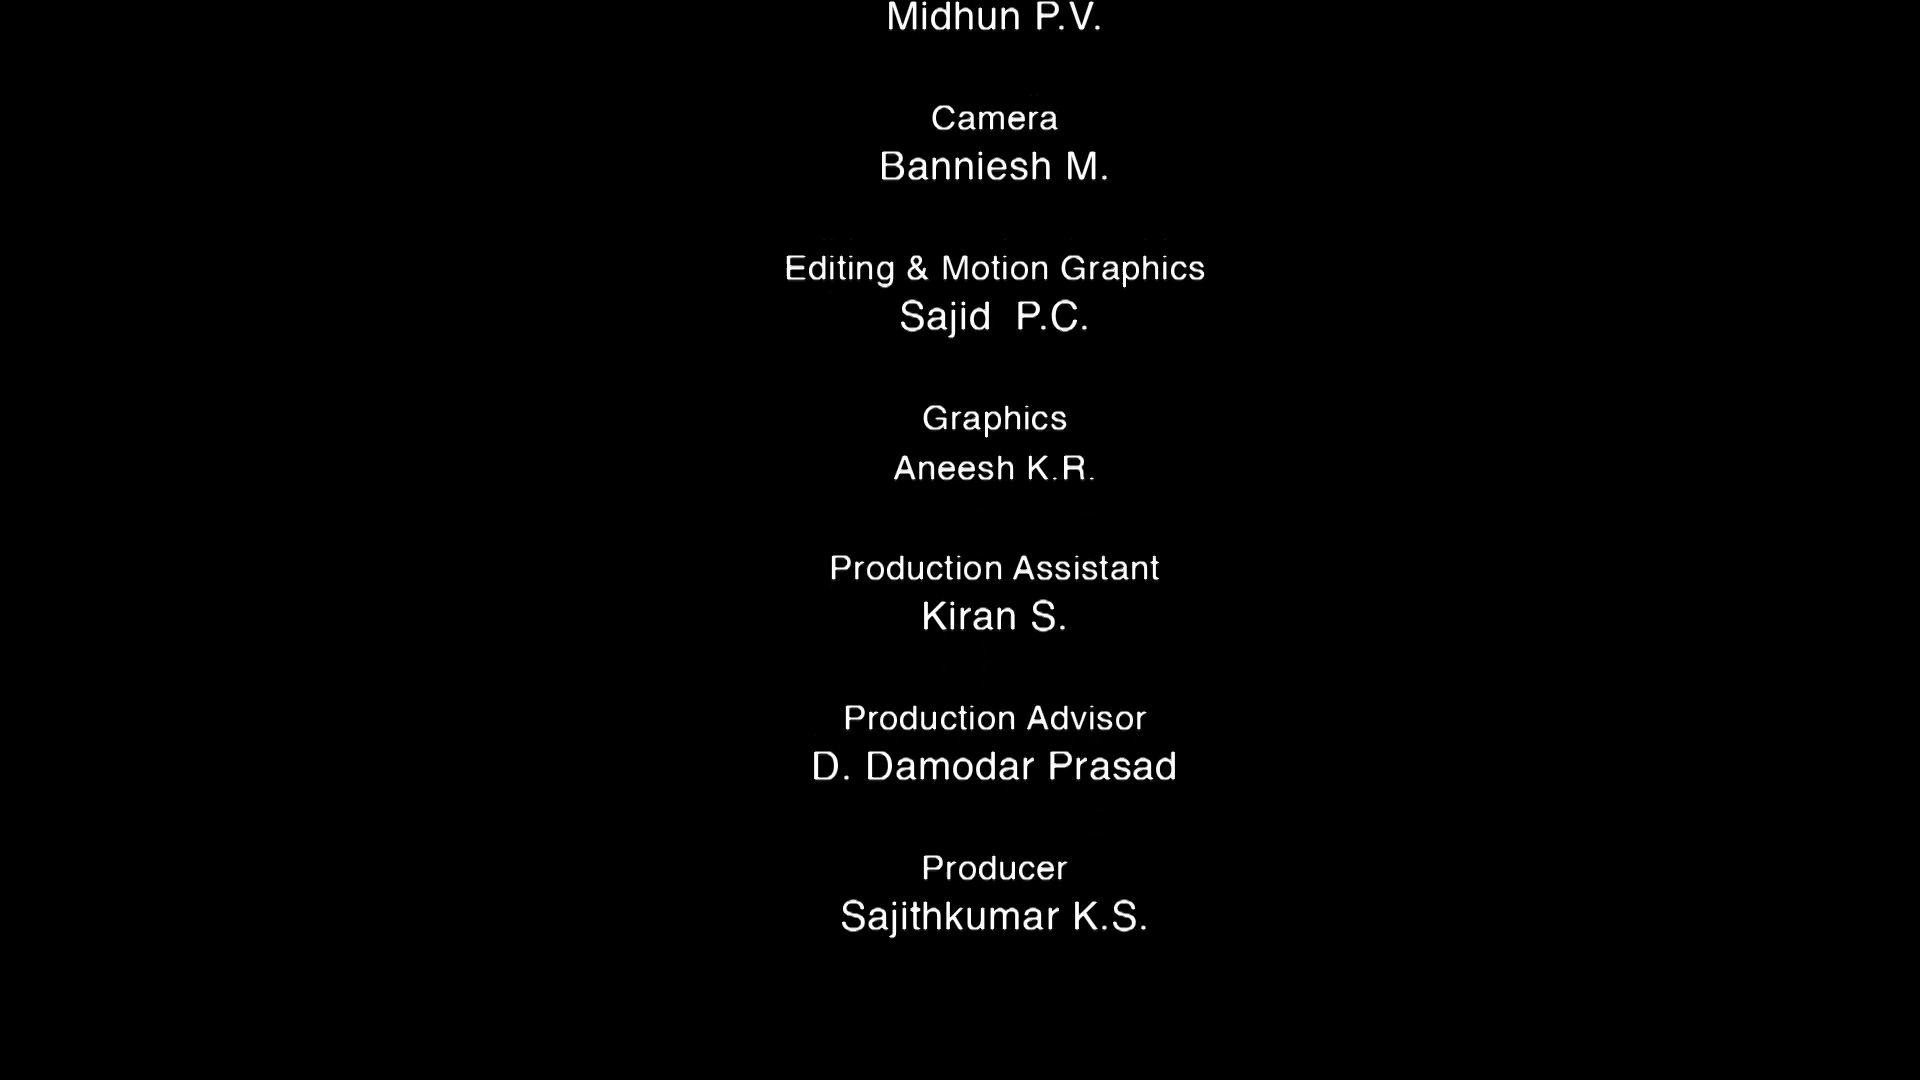 Midhun P.V.
Camera
Banniesh M.
Editing & Motion Graphics
Sajid  P.C.
Graphics
Aneesh K.R.
Production Assistant
Kiran S.
Production Advisor
D. Damodar Prasad
Producer
Sajithkumar K.S.